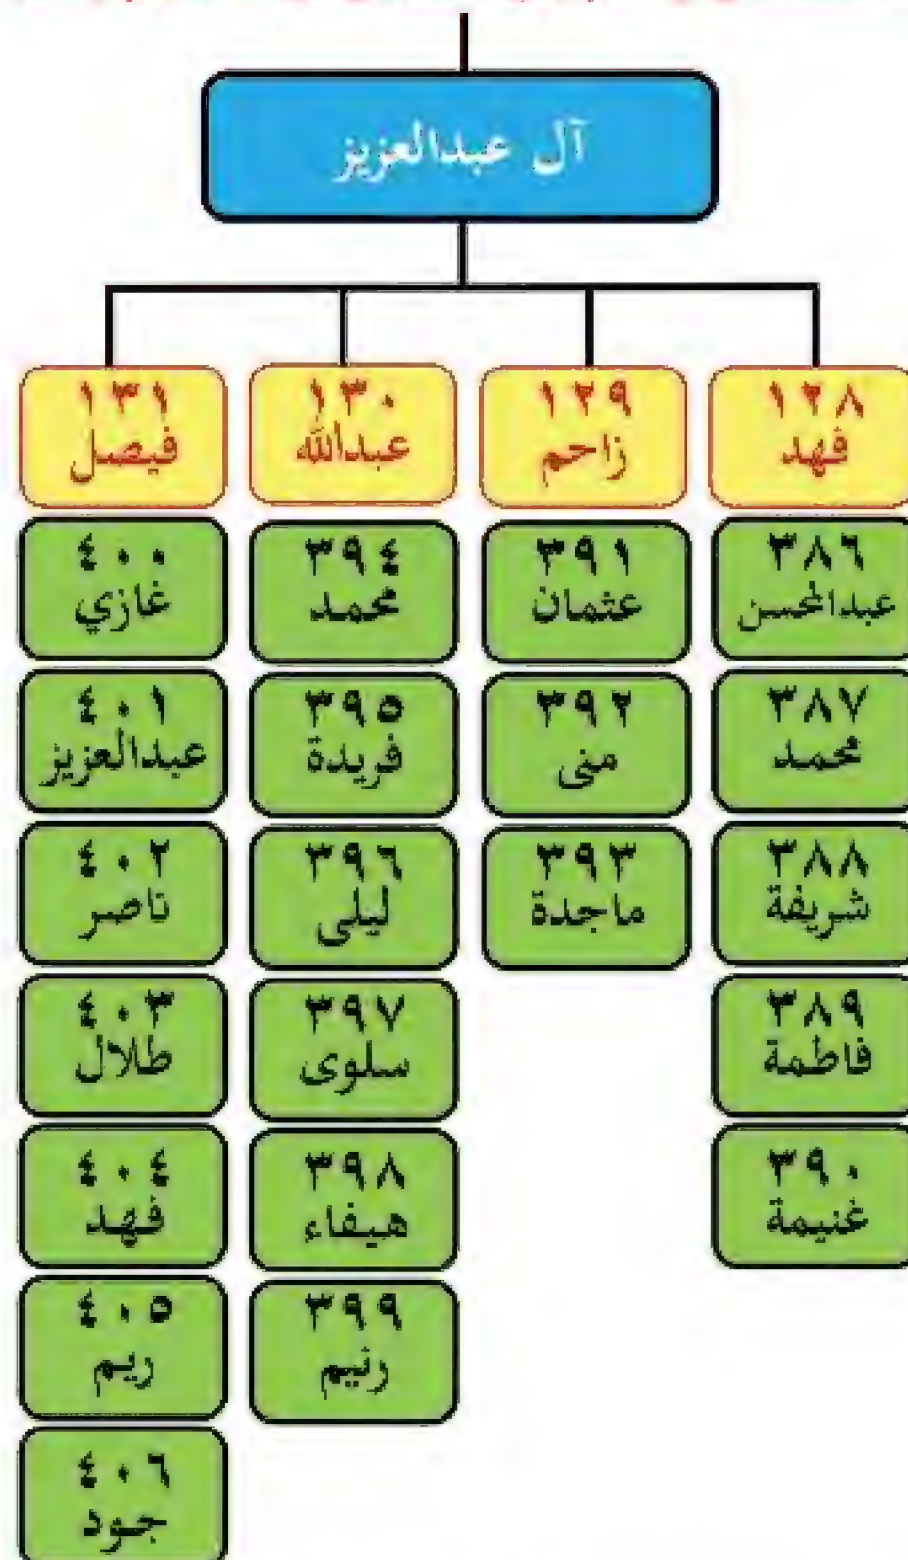 آل عبدالعزيز
١٢٨
فهد
٣٨٦
عبدالمحسن
٣٨٧
محمد
٣٨٨
شريفة
٣٨٩
فاطمة
٣٩٠
غنيمة
١٢٩
زاحم
٣٩١
عثمان
٣٩٢
منى
٣٩٣
ماجدة
١٣٠
عبدالله
٣٩٤
محمد
٣٩٥
فريدة
٣٩٦
ليلى
٣٩٧
سلوى
٣٩٨
هيفاء
٣٩٩
رنيم
١٣١
فيصل
٤٠٠
غازي
٤٠١
عبدالعزيز
٤٠٢
ناصر
٤٠٣
طلال
٤٠٤
فهد
٤٠٥
ريم
٤٠٦
جود